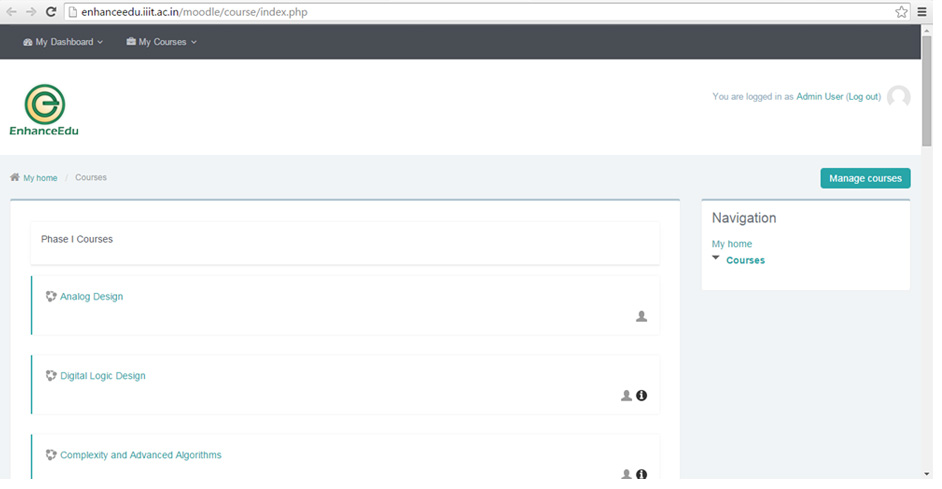 enhanceedu.iiit.ac.in/moodle/course/index.php
My Dashboard
My Courses
e
EnhanceEdu
You are logged in as Admin User (Log out)
My home / Courses
Manage courses
Phase I Courses
Analog Design
Digital Logic Design
Complexity and Advanced Algorithms
Navigation
My home
Courses